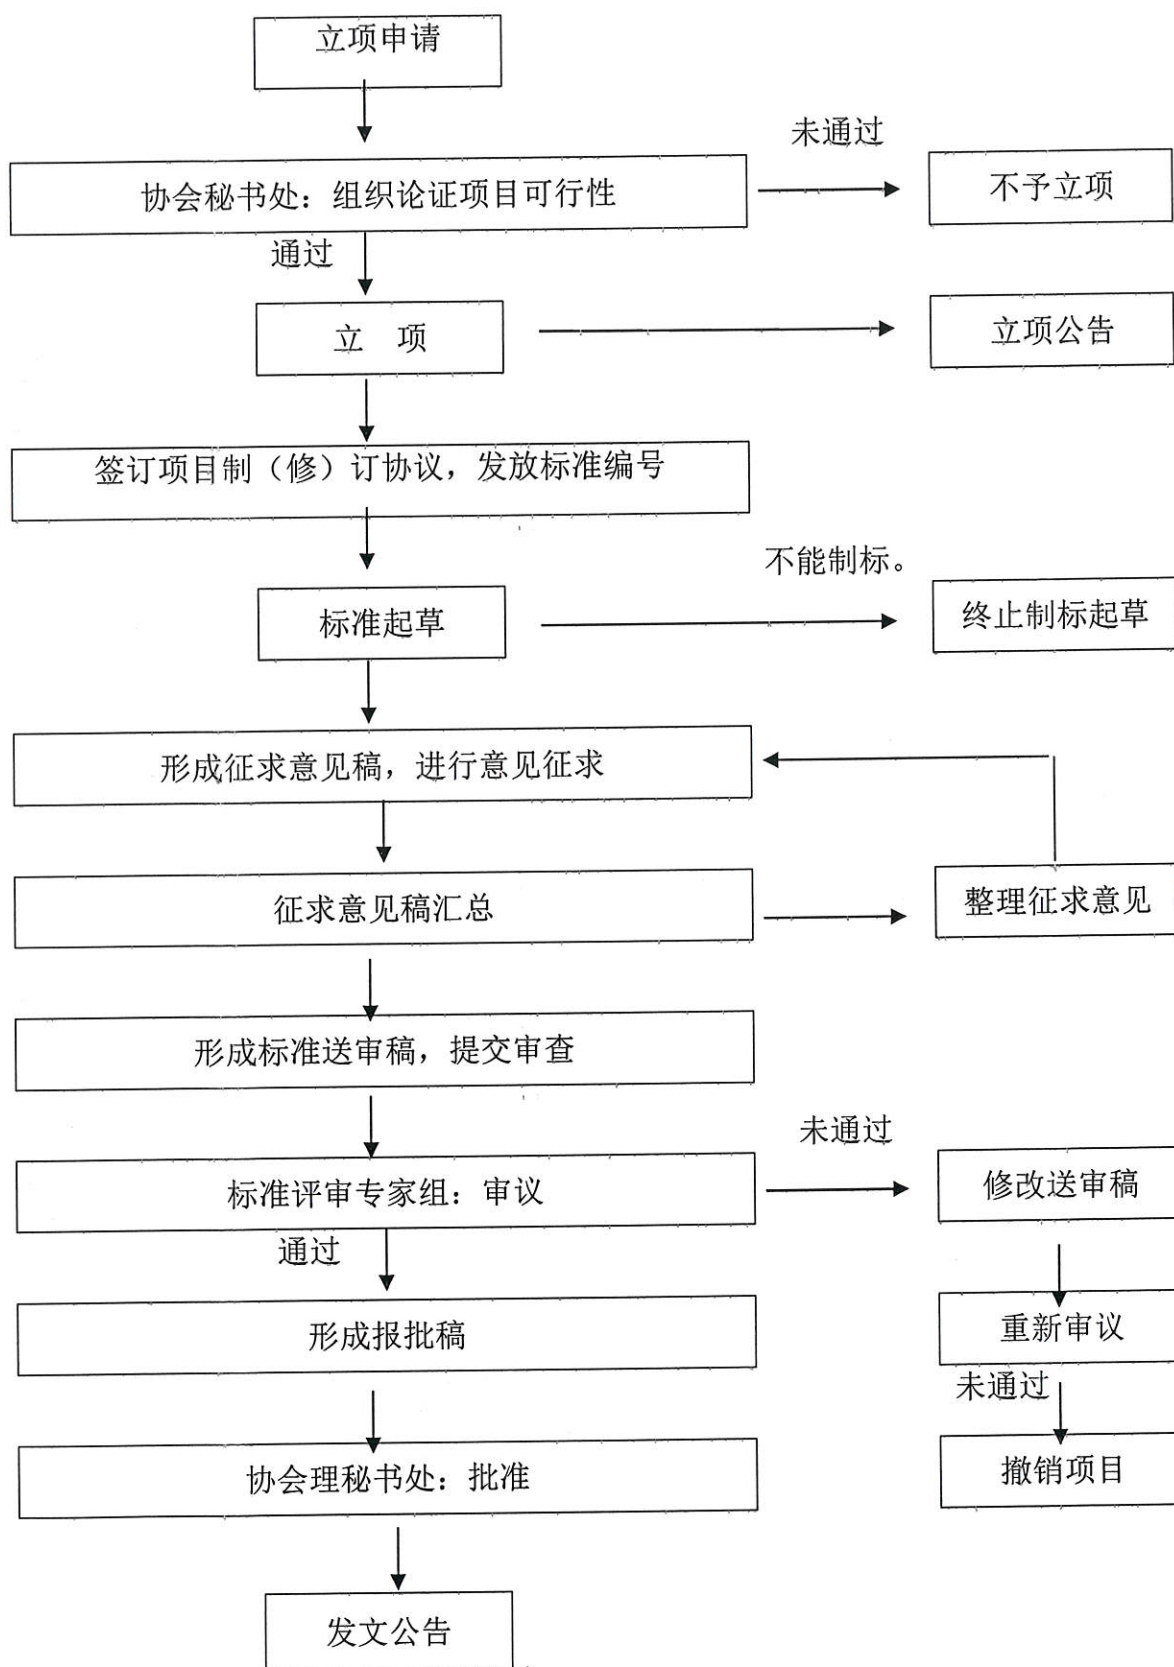 立项申请
未通过
协会秘书处：组织论证项目可行性
不予立项
通过
立　项
立项公告
签订项目制（修）订协议，发放标准编号
不能制标。
标准起草
终止制标起草
形成征求意见稿，进行意见征求
征求意见稿汇总
整理征求意见
形成标准送审稿，提交审查
未通过
标准评审专家组：审议
修改送审稿
通过
形成报批稿
重新审议
未通过
协会理秘书处：批准
撤销项目
发文公告